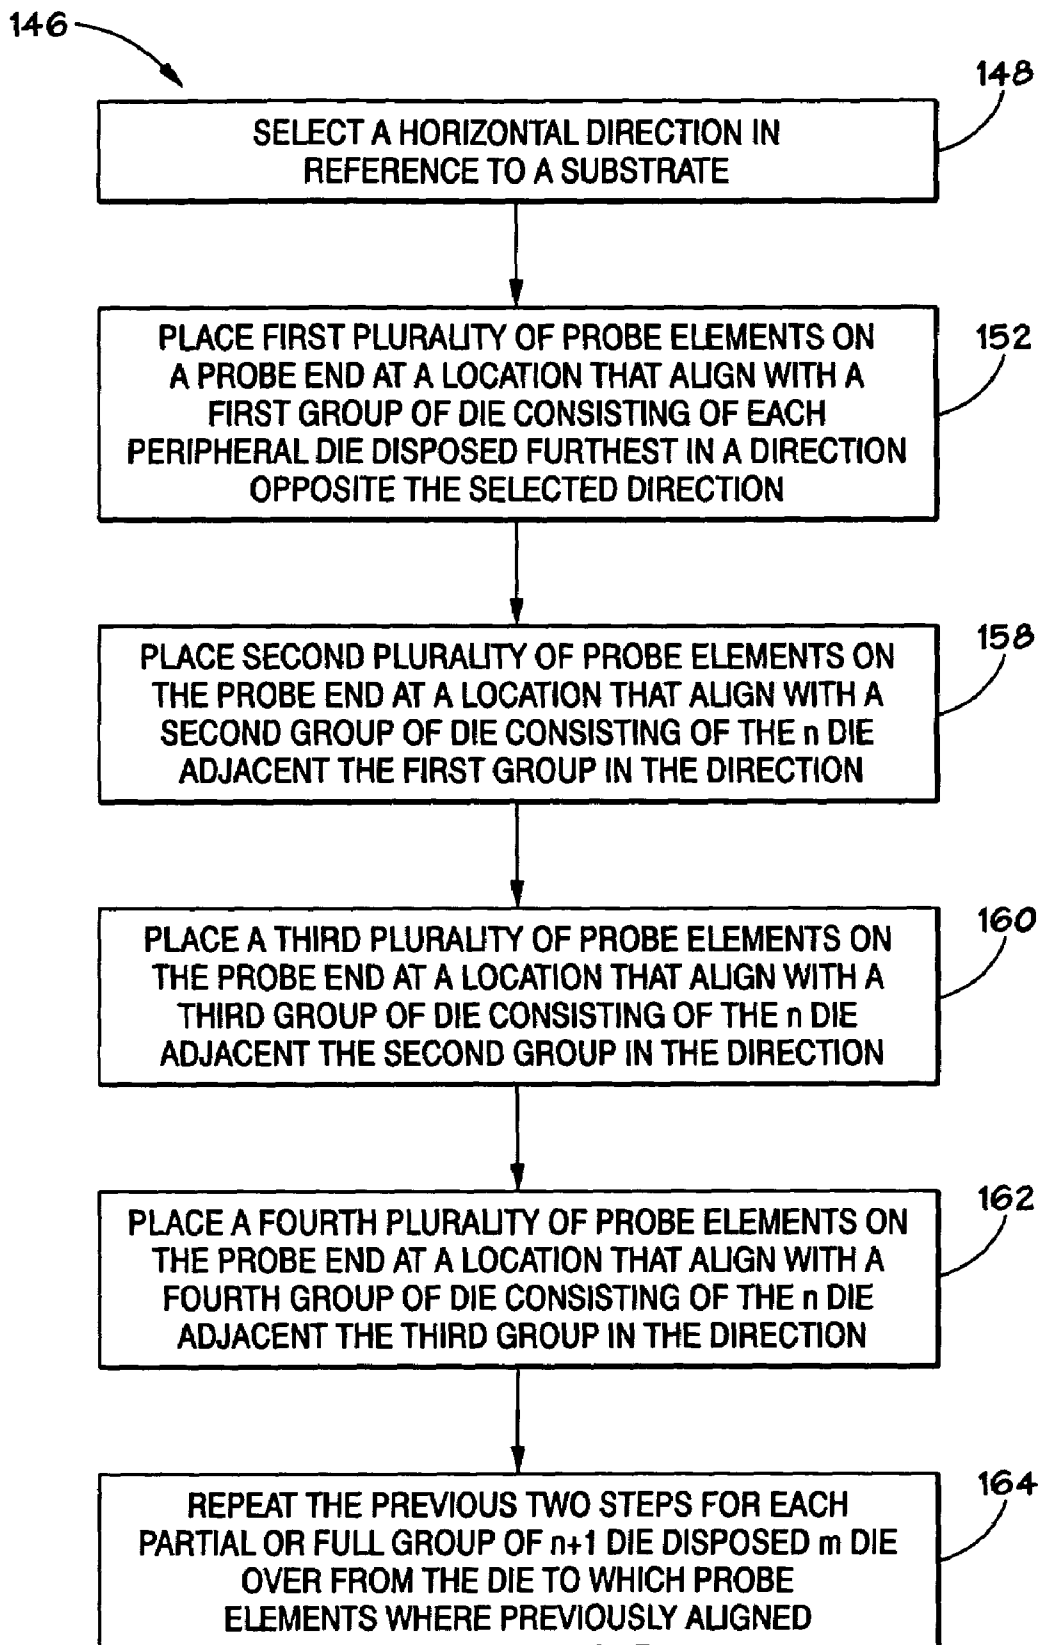 146
148
SELECT A HORIZONTAL DIRECTION IN
REFERENCE TO A SUBSTRATE
152
PLACE FIRST PLURALITY OF PROBE ELEMENTS ON
A PROBE END AT A LOCATION THAT ALIGN WITH A
FIRST GROUP OF DIE CONSISTING OF EACH
PERIPHERAL DIE DISPOSED FURTHEST IN A DIRECTION
OPPOSITE THE SELECTED DIRECTION
158
PLACE SECOND PLURALITY OF PROBE ELEMENTS ON
THE PROBE END AT A LOCATION THAT ALIGN WITH A
SECOND GROUP OF DIE CONSISTING OF THE n DIE
ADJACENT THE FIRST GROUP IN THE DIRECTION
160
PLACE A THIRD PLURALITY OF PROBE ELEMENTS ON
THE PROBE END AT A LOCATION THAT ALIGN WITH A
THIRD GROUP OF DIE CONSISTING OF THE n DIE
ADJACENT THE SECOND GROUP IN THE DIRECTION
162
PLACE A FOURTH PLURALITY OF PROBE ELEMENTS ON
THE PROBE END AT A LOCATION THAT ALIGN WITH A
FOURTH GROUP OF DIE CONSISTING OF THE n DIE
ADJACENT THE THIRD GROUP IN THE DIRECTION
164
REPEAT THE PREVIOUS TWO STEPS FOR EACH
PARTIAL OR FULL GROUP OF n+1 DIE DISPOSED m DIE
OVER FROM THE DIE TO WHICH PROBE
ELEMENTS WHERE PREVIOUSLY ALIGNED